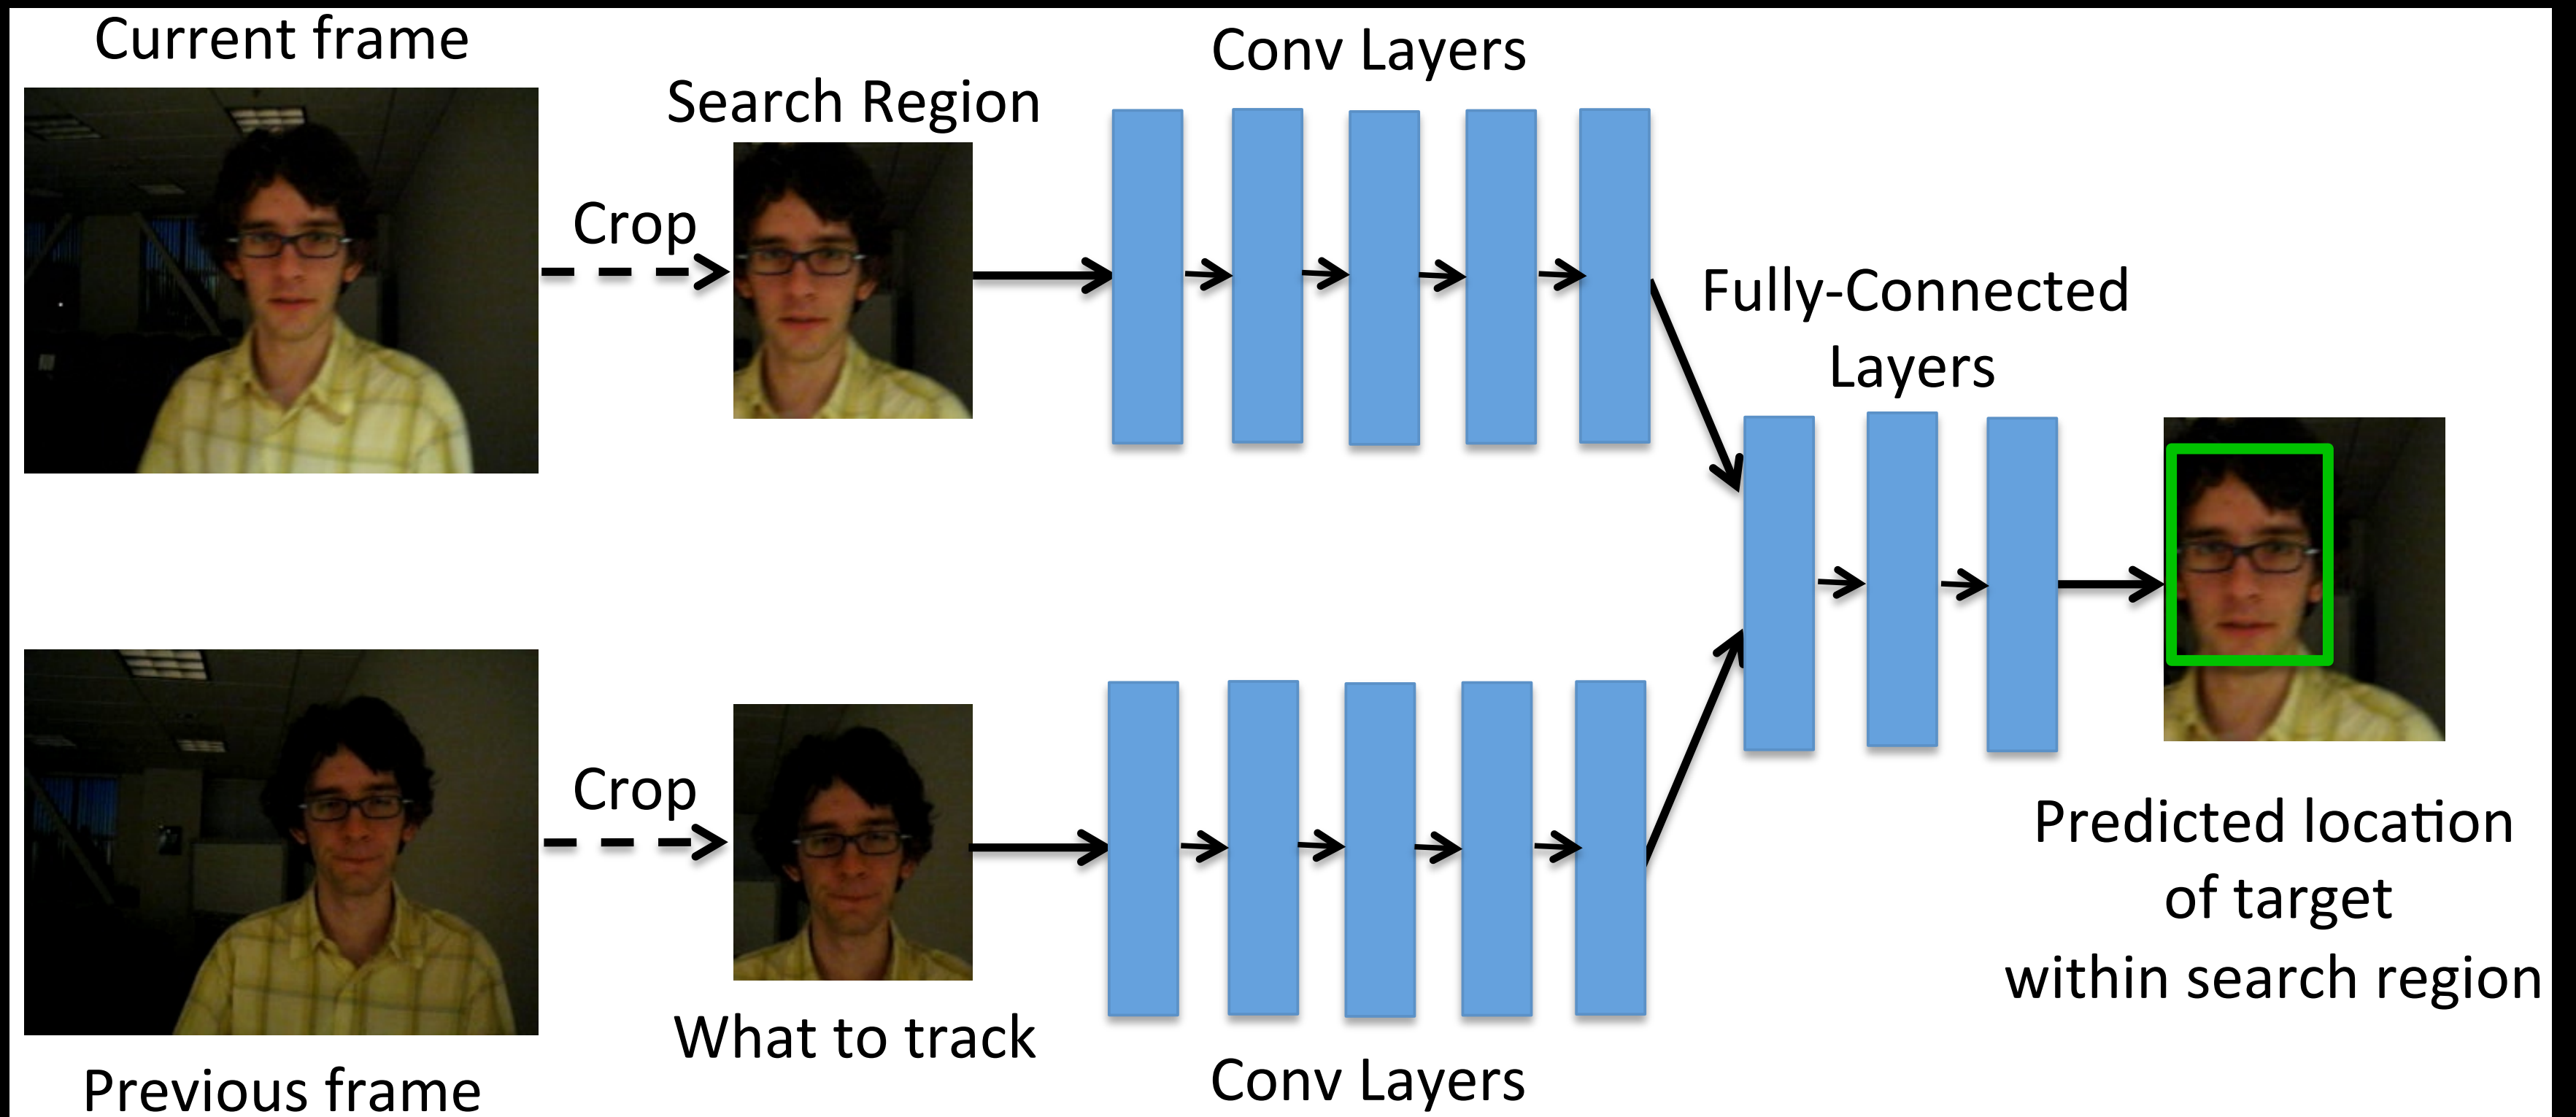 Current frame
Crop
Search Region
Conv Layers
Fully-Connected
Layers
Previous frame
Crop
What to track
Conv Layers
Predicted location
of target
within search region